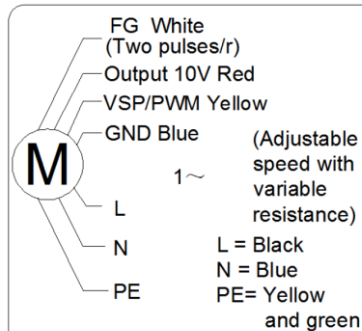 FG White
(Two pulses/r)
Output 10V Red
VSP/PWM Yellow
GND Blue
M
1~
(Adjustable
speed with
variable
resistance)
L
N
PE
L = Black
N = Blue
PE= Yellow
and green